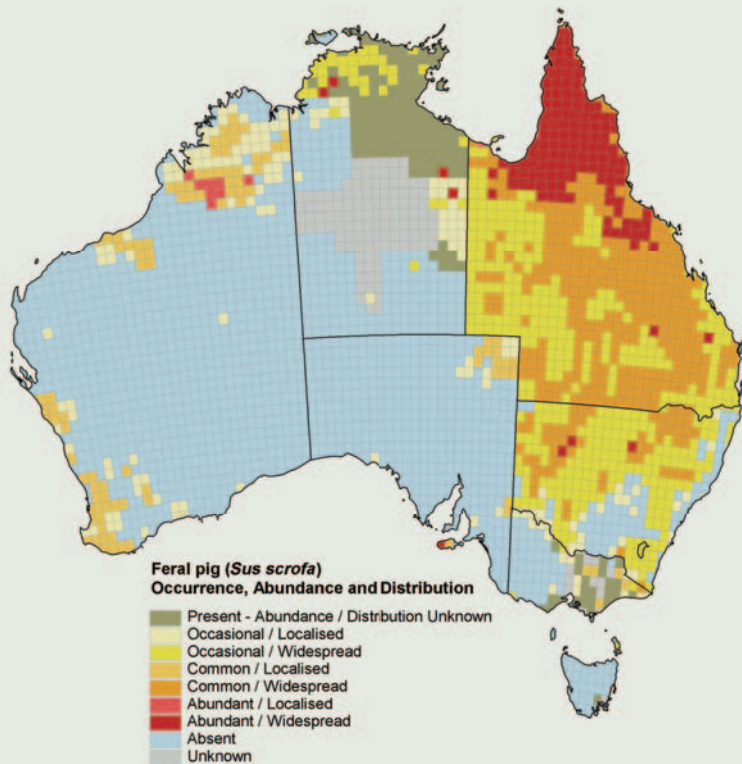 Feral pig (Sus scrofa)
Occurrence, Abundance and Distribution
Present - Abundance / Distribution Unknown
Occasional / Localised
Occasional / Widespread
Common / Localised
Common / Widespread
Abundant / Localised
Abundant / Widespread
Absent
Unknown